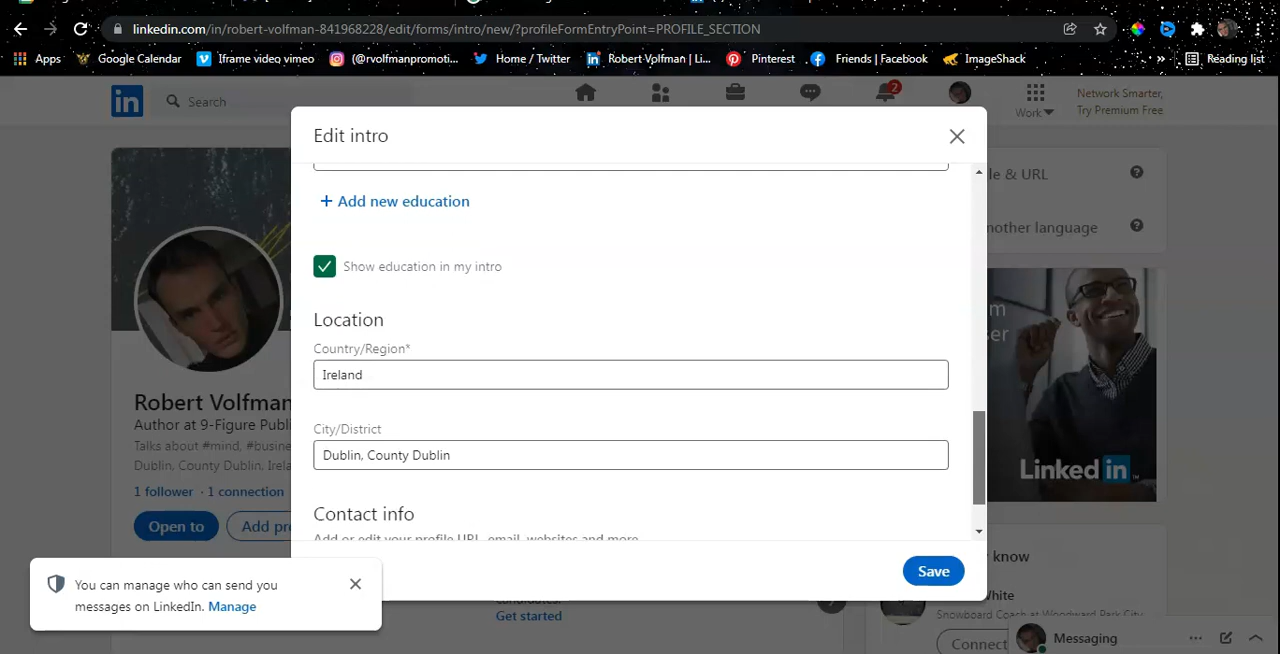 linkedin.com/in/robert-volfman-841968228/edit/forms/intro/new/?profileFormEntryPoint=PROFILE_SECTION
Apps Google Calendar Iframe video vimeo (@rvolfmanpromoti... Home / Twitter Robert Volfman | Li... Pinterest Friends | Facebook ImageShack » Reading list
in Search 2 Work Network Smarter,
Try Premium Free
Edit intro
+ Add new education
Show education in my intro
Location
Country/Region*
Ireland
City/District
Dublin, County Dublin
Contact info
Add or edit your profile URL, email, websites and more
Save
Robert Volfman
Author at 9-Figure Publi
Talks about #mind, #busine
Dublin, County Dublin, Irela
1 follower · 1 connection
Open to Add pr
You can manage who can send you
messages on LinkedIn. Manage
Get started
le & URL
nother language
m
ser
Linked in
know
White
Snowboard Coach at Woodward Park City
Connect
Messaging